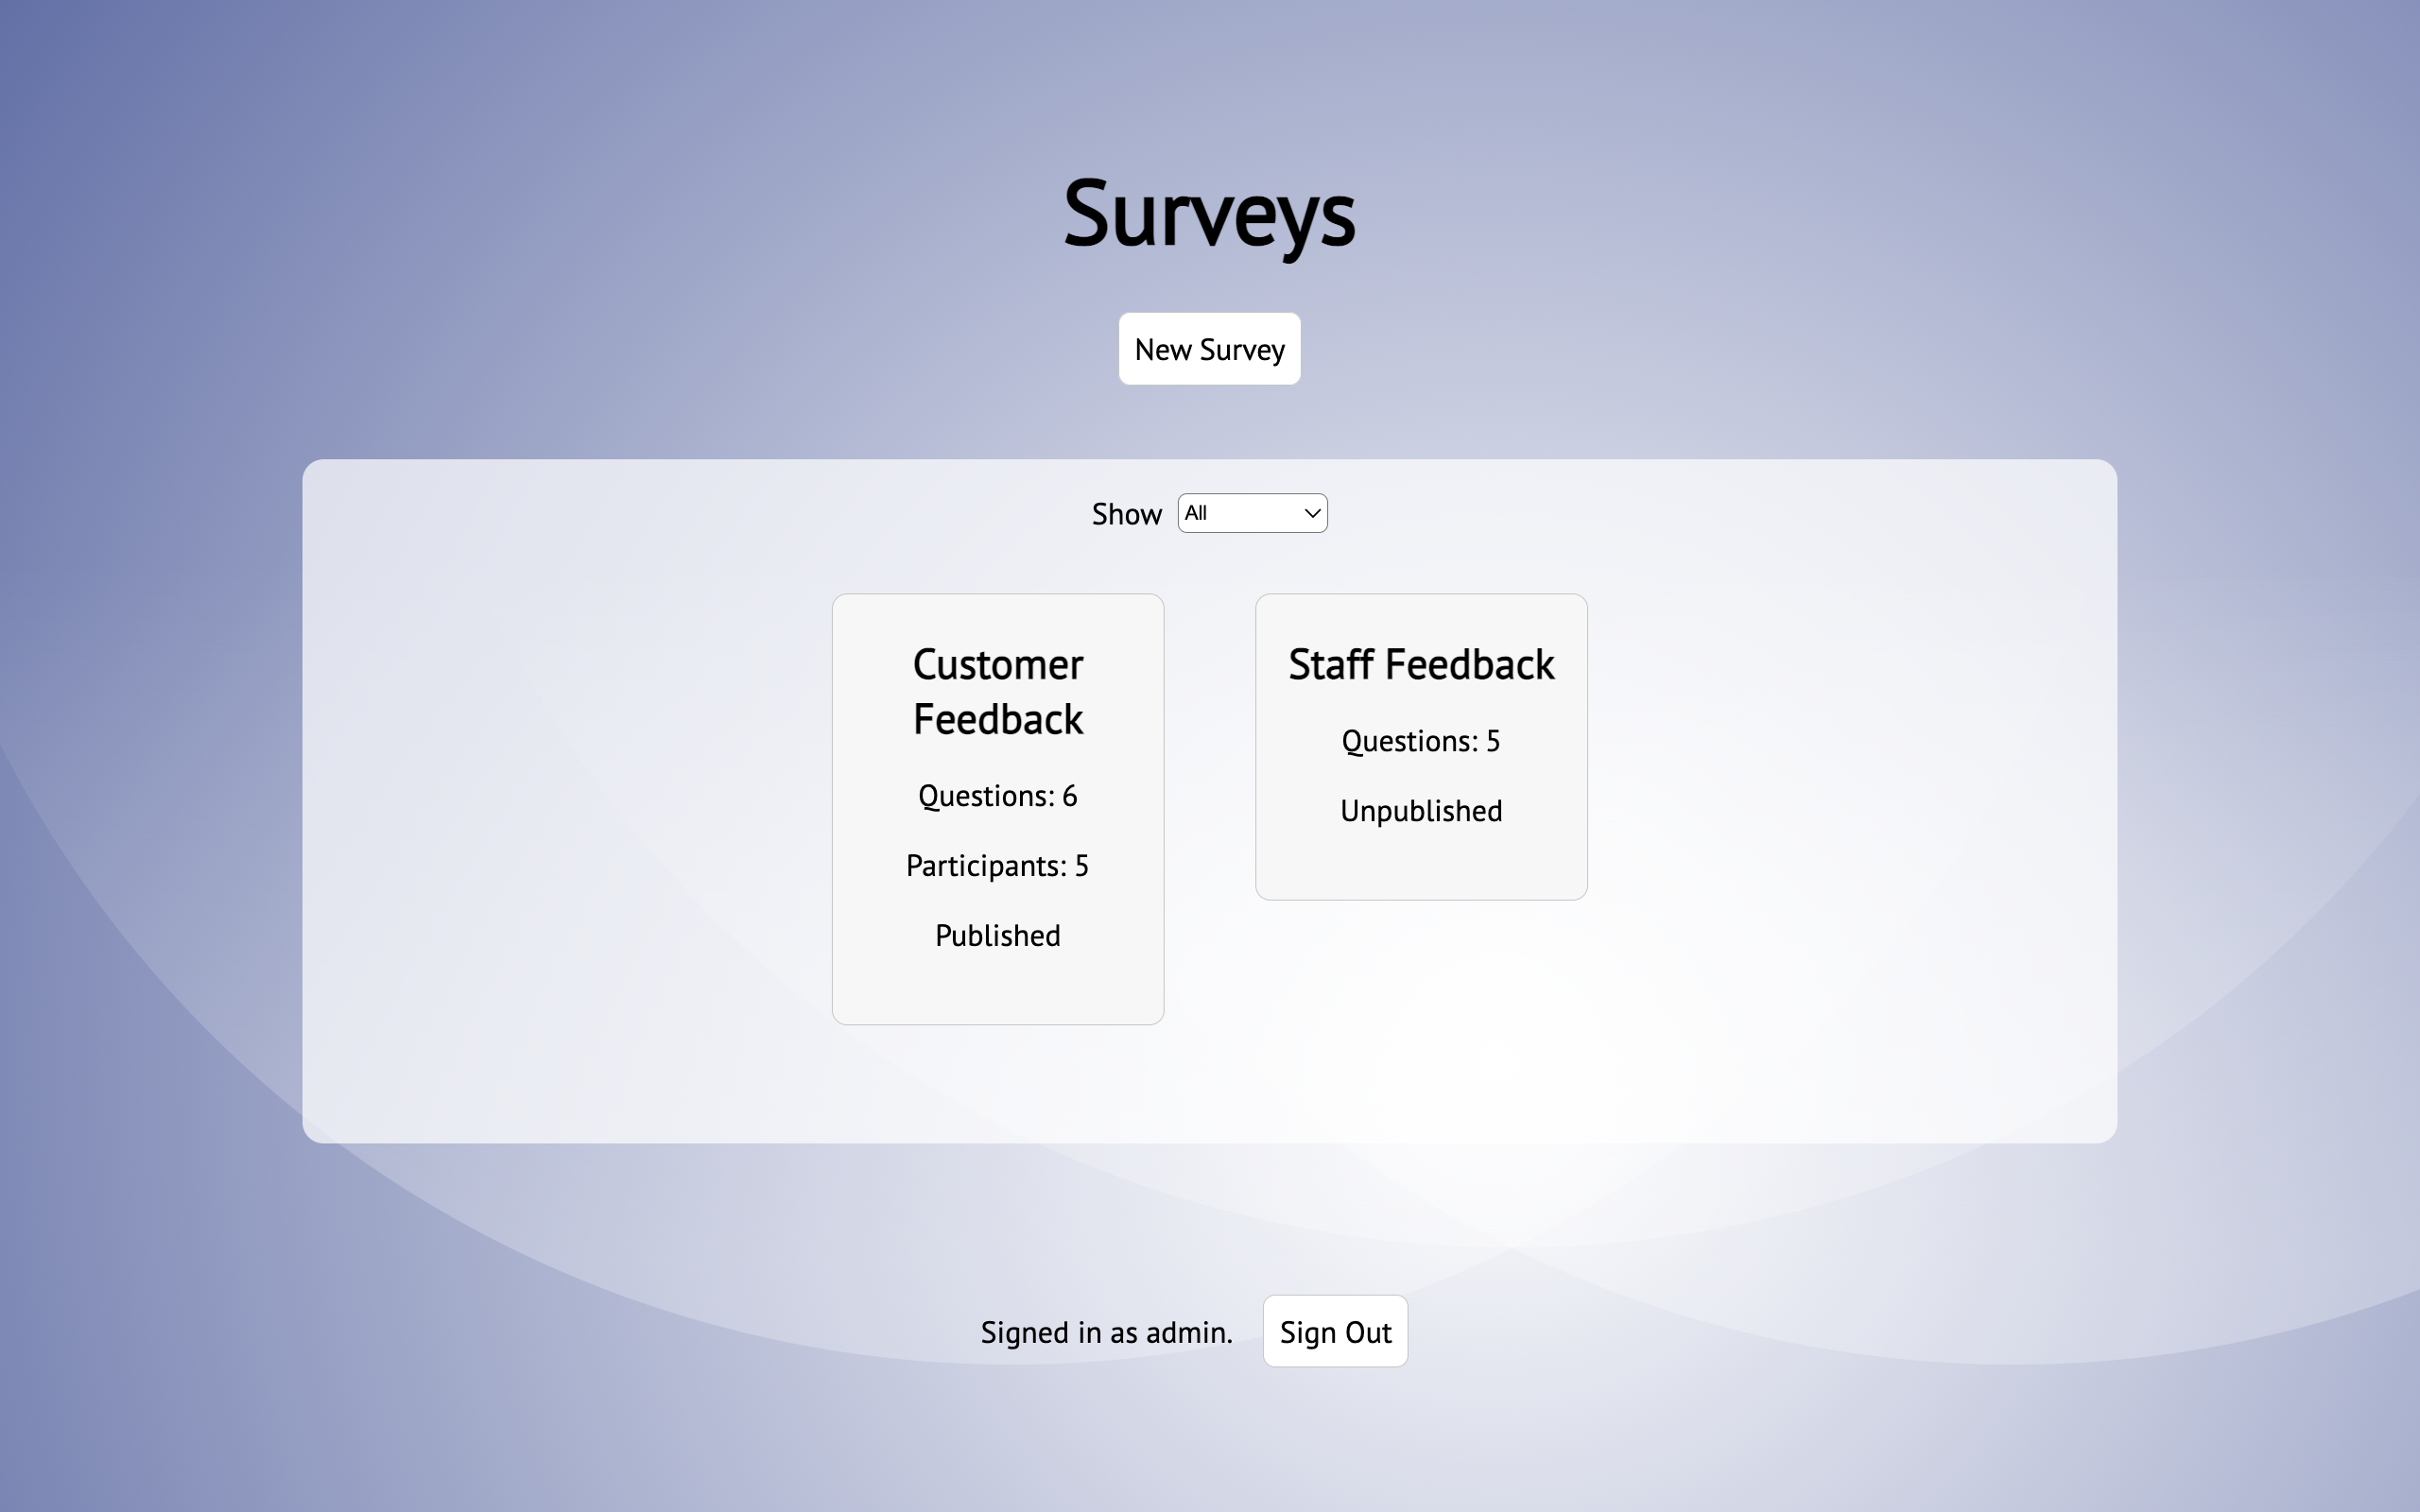 Surveys
New Survey
Show All
Customer
Feedback
Questions: 6
Participants: 5
Published
Staff Feedback
Questions: 5
Unpublished
Signed in as admin. Sign Out